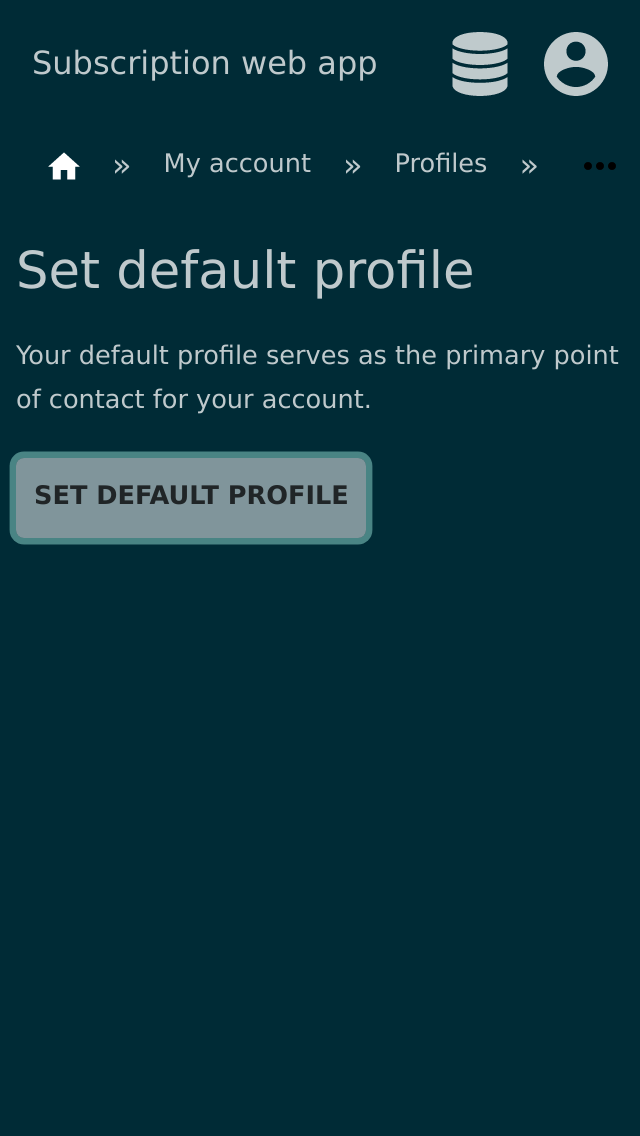 Subscription web app
» My account » Profiles » •••
Set default profile
Your default profile serves as the primary point
of contact for your account.
SET DEFAULT PROFILE